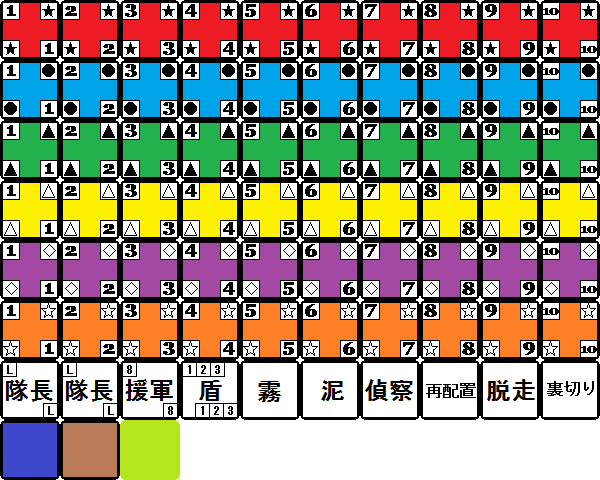 1 ★ 2 ★ 3 ★ 4 ★ 5 ★ 6 ★ 7 ★ 8 ★ 9 ★ 10 ★
★ 1 ★ 2 ★ 3 ★ 4 ★ 5 ★ 6 ★ 7 ★ 8 ★ 9 ★ 10
1 ● 2 ● 3 ● 4 ● 5 ● 6 ● 7 ● 8 ● 9 ● 10 ●
● 1 ● 2 ● 3 ● 4 ● 5 ● 6 ● 7 ● 8 ● 9 ● 10
1 ▲ 2 ▲ 3 ▲ 4 ▲ 5 ▲ 6 ▲ 7 ▲ 8 ▲ 9 ▲ 10 ▲
▲ 1 ▲ 2 ▲ 3 ▲ 4 ▲ 5 ▲ 6 ▲ 7 ▲ 8 ▲ 9 ▲ 10
1 △ 2 △ 3 △ 4 △ 5 △ 6 △ 7 △ 8 △ 9 △ 10 △
△ 1 △ 2 △ 3 △ 4 △ 5 △ 6 △ 7 △ 8 △ 9 △ 10
1 ◇ 2 ◇ 3 ◇ 4 ◇ 5 ◇ 6 ◇ 7 ◇ 8 ◇ 9 ◇ 10 ◇
◇ 1 ◇ 2 ◇ 3 ◇ 4 ◇ 5 ◇ 6 ◇ 7 ◇ 8 ◇ 9 ◇ 10
1 ☆ 2 ☆ 3 ☆ 4 ☆ 5 ☆ 6 ☆ 7 ☆ 8 ☆ 9 ☆ 10 ☆
☆ 1 ☆ 2 ☆ 3 ☆ 4 ☆ 5 ☆ 6 ☆ 7 ☆ 8 ☆ 9 ☆ 10
L L 8 1 2 3
隊長 隊長 援軍 盾 霧 泥 偵察 再配置 脱走 裏切り
L L 8 1 2 3